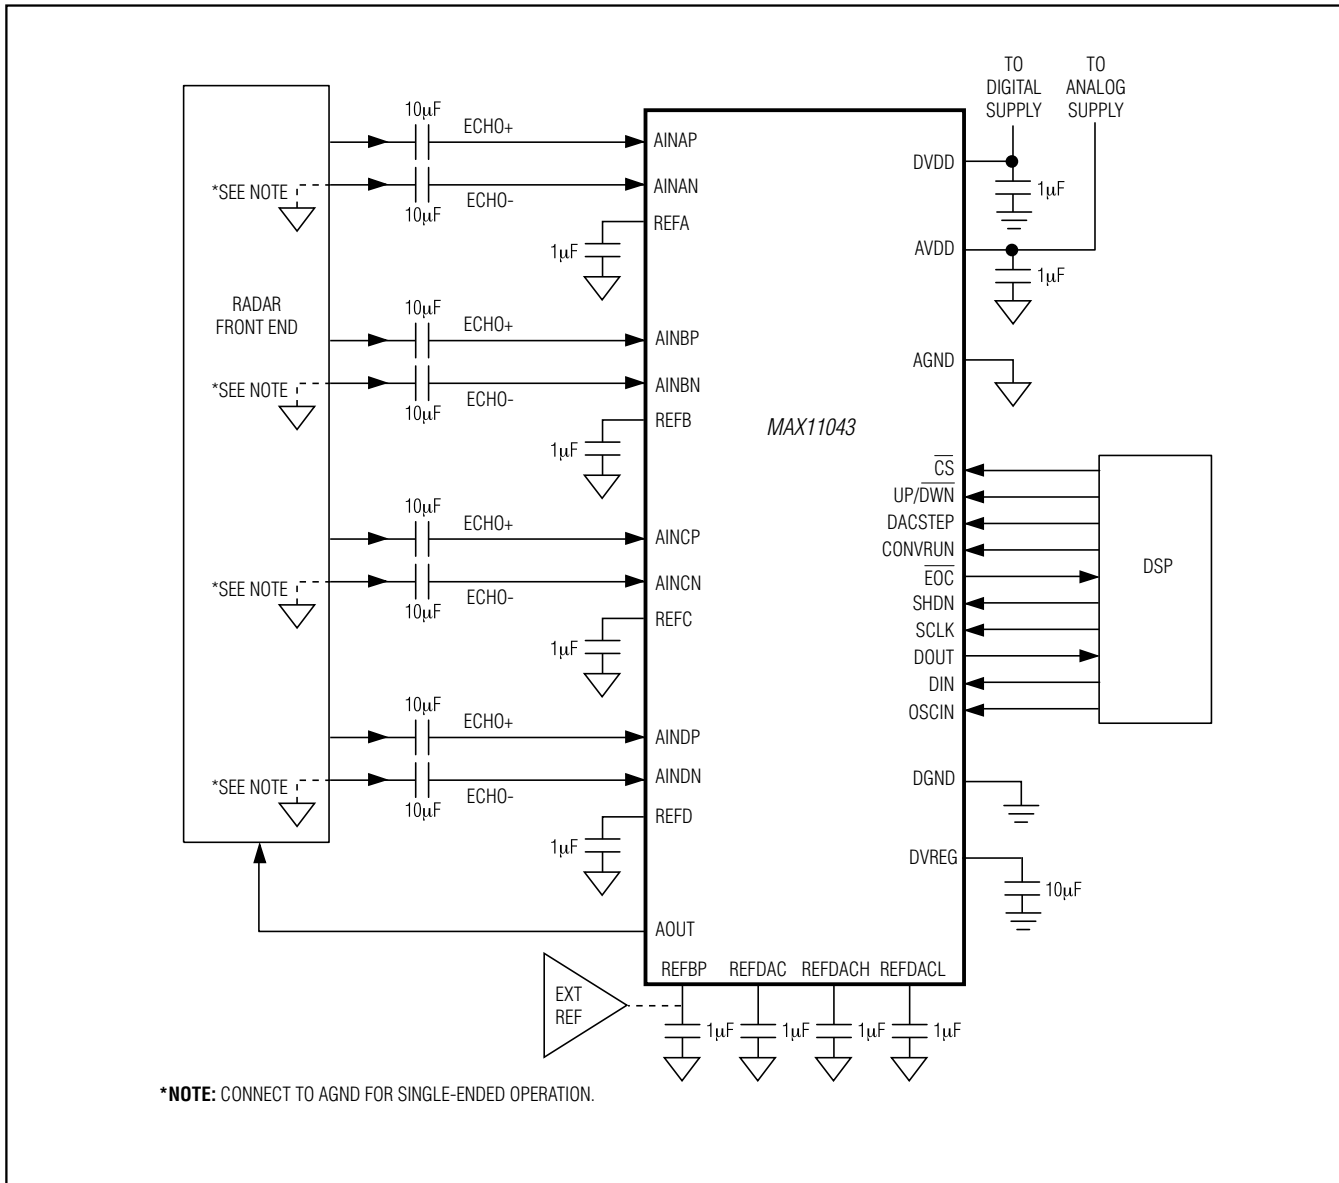 TO
DIGITAL
SUPPLY
TO
ANALOG
SUPPLY
RADAR
FRONT END
10µF
ECHO+
AINAP
*SEE NOTE
ECHO-
10µF
AINAN
REFA
1µF
10µF
ECHO+
AINBP
*SEE NOTE
ECHO-
10µF
AINBN
REFB
1µF
10µF
ECHO+
AINCP
*SEE NOTE
ECHO-
10µF
AINCN
REFC
1µF
10µF
ECHO+
AINDP
*SEE NOTE
ECHO-
10µF
AINDN
REFD
1µF
AOUT
MAX11043
DVDD
1µF
AVDD
1µF
AGND
CS
UP/DWN
DACSTEP
CONVRUN
EOC
SHDN
SCLK
DOUT
DIN
OSCIN
DSP
DGND
DVREG
10µF
REFBP
REFDAC
REFDACH
REFDACL
EXT
REF
1µF
1µF
1µF
1µF
*NOTE: CONNECT TO AGND FOR SINGLE-ENDED OPERATION.